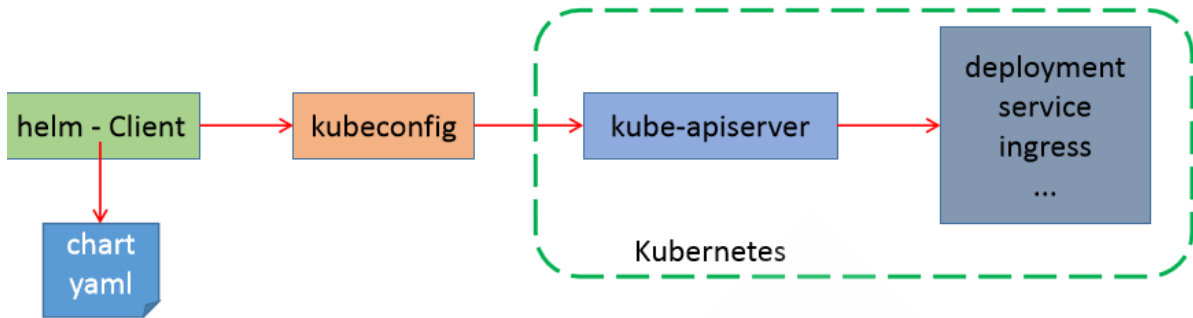 helm - Client
kubeconfig
kube-apiserver
deployment
service
ingress
...
chart
yaml
Kubernetes